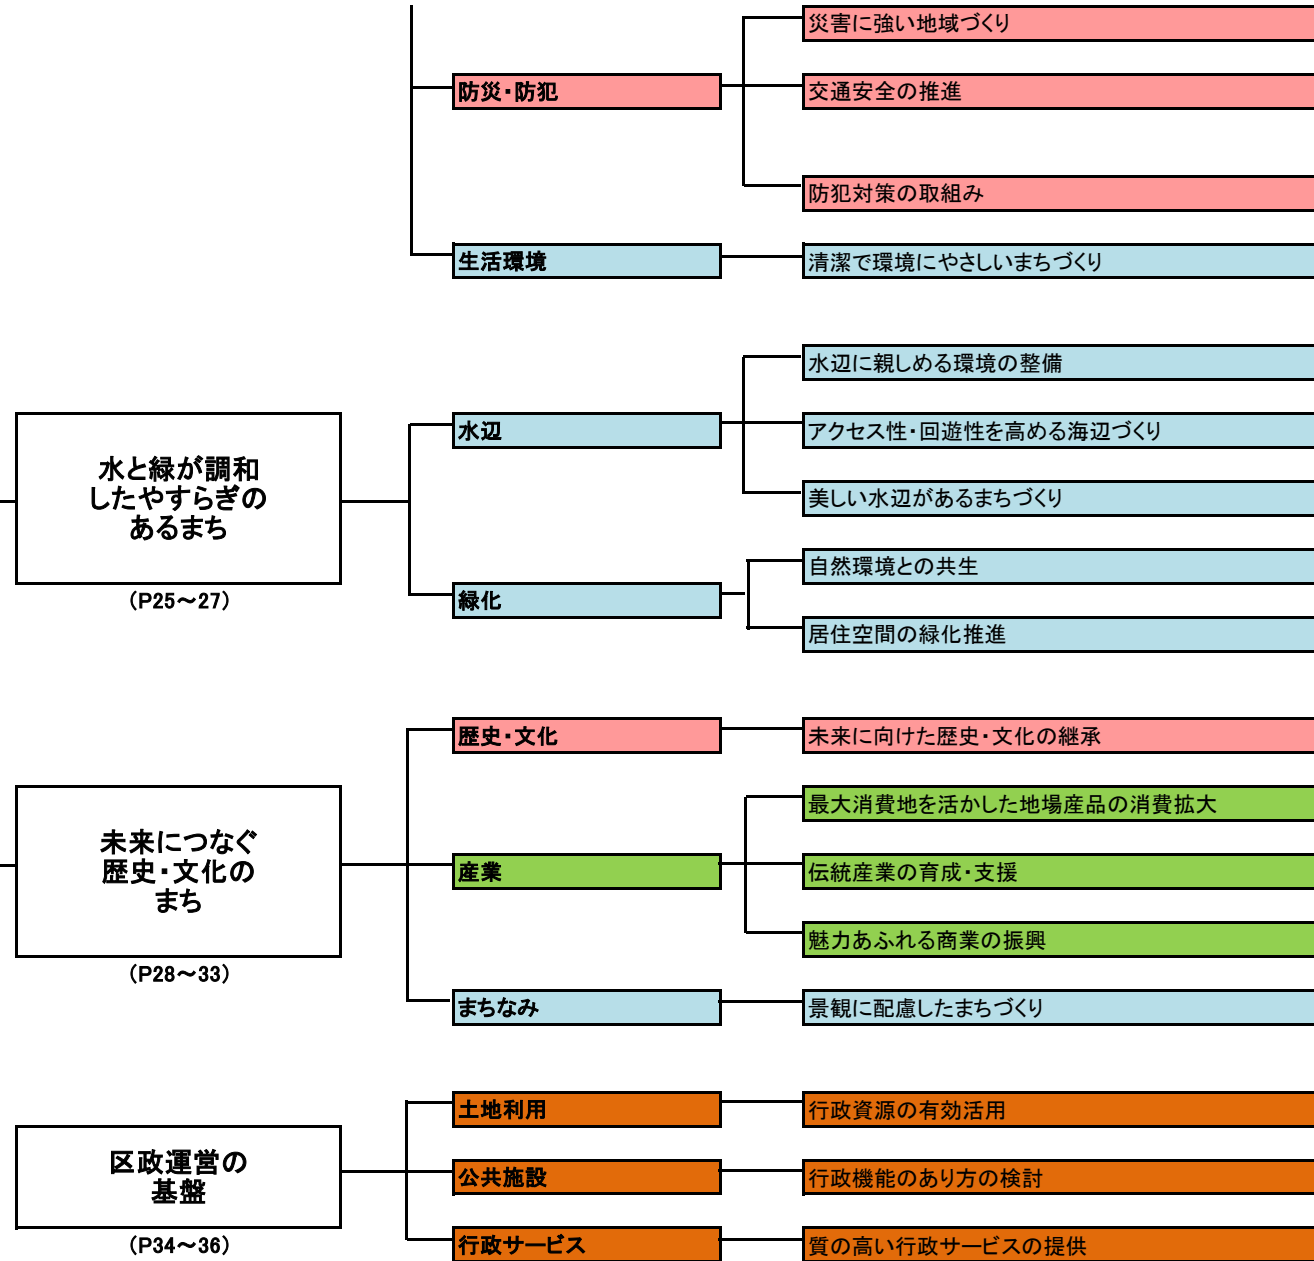 災害に強い地域づくり
防災・防犯
交通安全の推進
防犯対策の取組み
生活環境
清潔で環境にやさしいまちづくり
水と緑が調和
したやすらぎの
あるまち
(P25～27)
水辺
水辺に親しめる環境の整備
アクセス性・回遊性を高める海辺づくり
美しい水辺があるまちづくり
緑化
自然環境との共生
居住空間の緑化推進
未来につなぐ
歴史・文化の
まち
(P28～33)
歴史・文化
未来に向けた歴史・文化の継承
産業
最大消費地を活かした地場産品の消費拡大
伝統産業の育成・支援
魅力あふれる商業の振興
まちなみ
景観に配慮したまちづくり
区政運営の
基盤
(P34～36)
土地利用
行政資源の有効活用
公共施設
行政機能のあり方の検討
行政サービス
質の高い行政サービスの提供